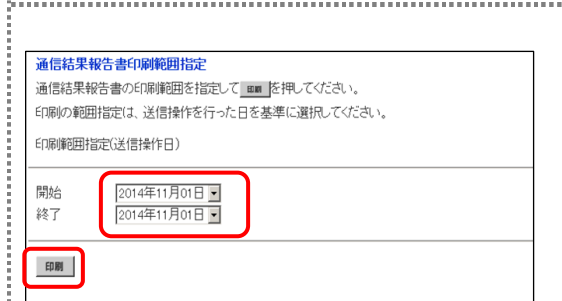 通信結果報告書印刷範囲指定
通信結果報告書の印刷範囲を指定して 印刷 を押してください。
印刷の範囲指定は、送信操作を行った日を基準に選択してください。
印刷範囲指定(送信操作日)
開始 2014年11月01日
終了 2014年11月01日
印刷